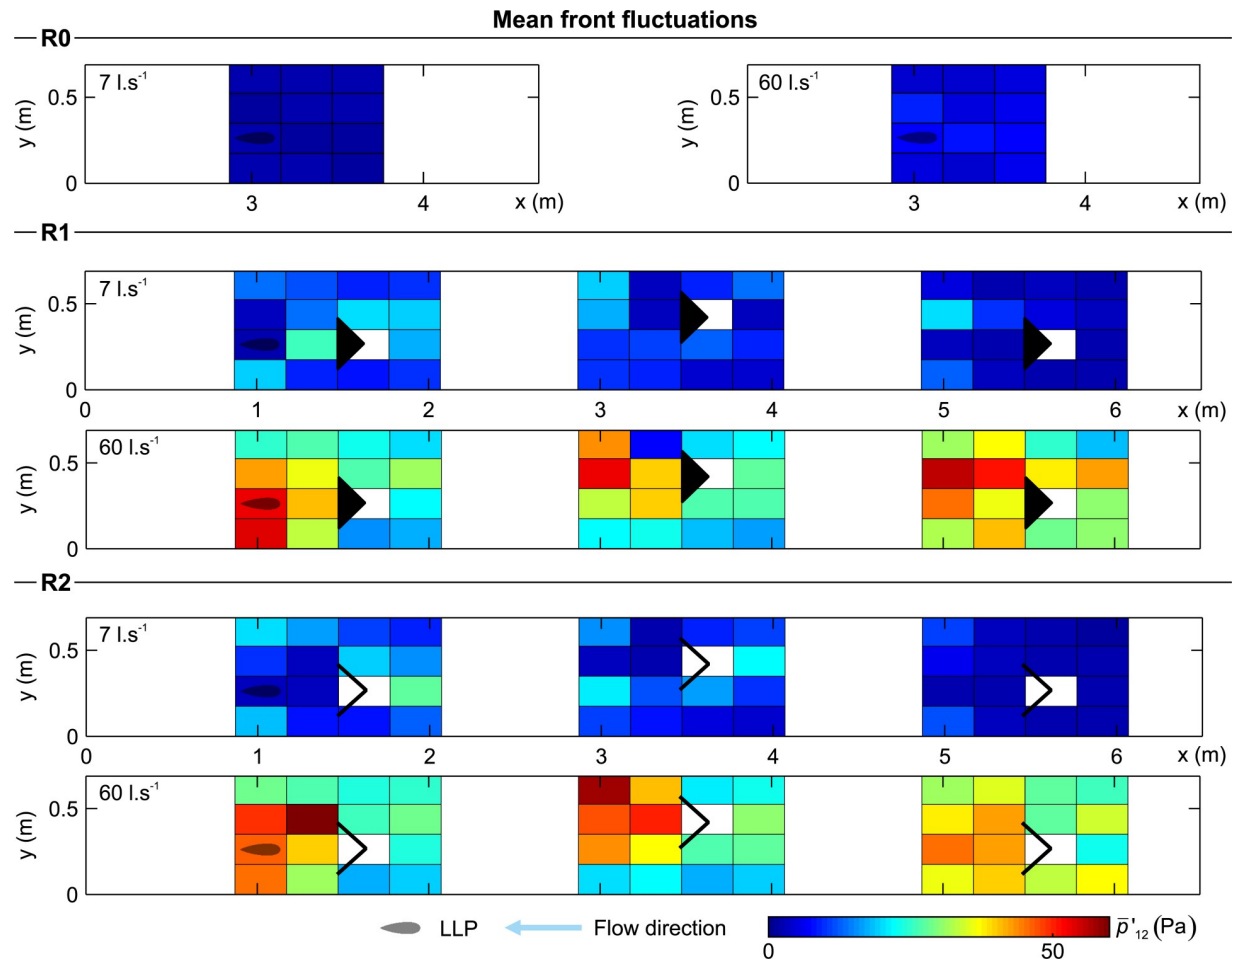 Mean front fluctuations
R0
7 l.s⁻¹
60 l.s⁻¹
y (m)
0.5
0
3
4
x (m)
y (m)
0.5
0
3
4
x (m)
R1
7 l.s⁻¹
y (m)
0.5
0
0
1
2
3
4
5
6
x (m)
60 l.s⁻¹
y (m)
0.5
0
R2
7 l.s⁻¹
y (m)
0.5
0
0
1
2
3
4
5
6
x (m)
60 l.s⁻¹
y (m)
0.5
0
LLP
Flow direction
0
50
p̅'₁₂ (Pa)